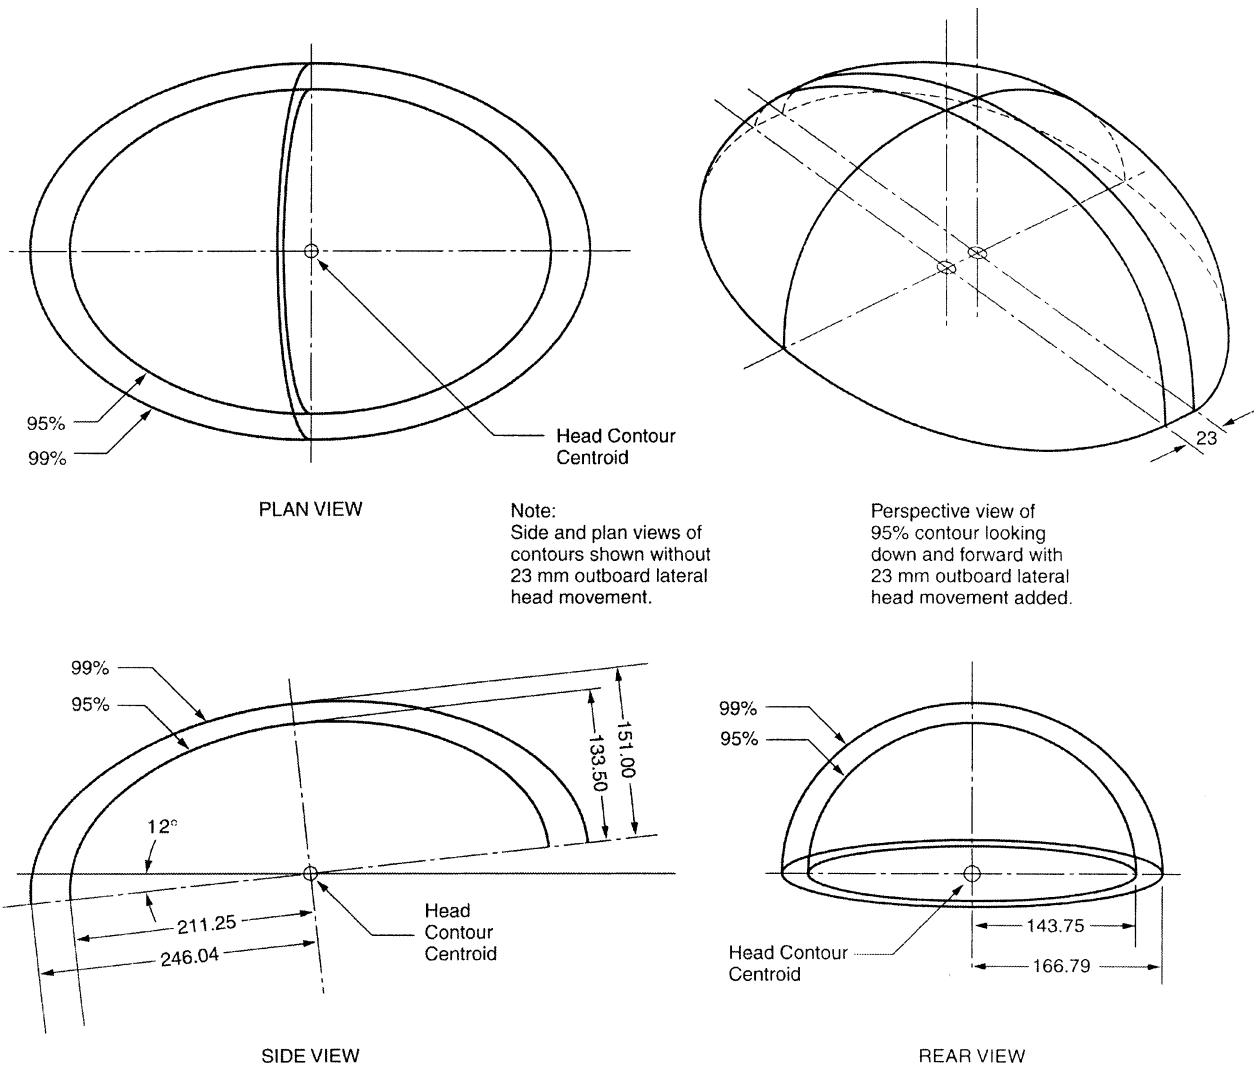 95%
99%
Head Contour
Centroid
PLAN VIEW
23
Note:
Side and plan views of
contours shown without
23 mm outboard lateral
head movement.
Perspective view of
95% contour looking
down and forward with
23 mm outboard lateral
head movement added.
99%
95%
12°
151.00
133.50
211.25
246.04
Head
Contour
Centroid
SIDE VIEW
99%
95%
143.75
166.79
Head Contour
Centroid
REAR VIEW